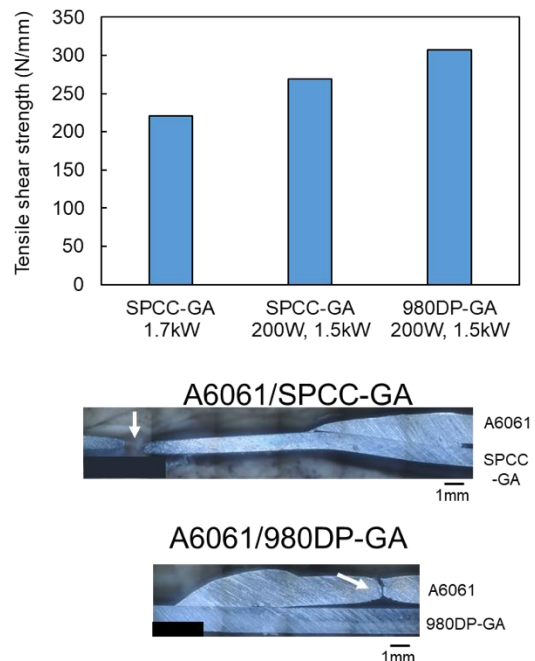 350
300
250
200
150
100
50
0
Tensile shear strength (N/mm)
SPCC-GA
1.7kW
SPCC-GA
200W, 1.5kW
980DP-GA
200W, 1.5kW
A6061/SPCC-GA
A6061
SPCC
-GA
1mm
A6061/980DP-GA
A6061
980DP-GA
1mm